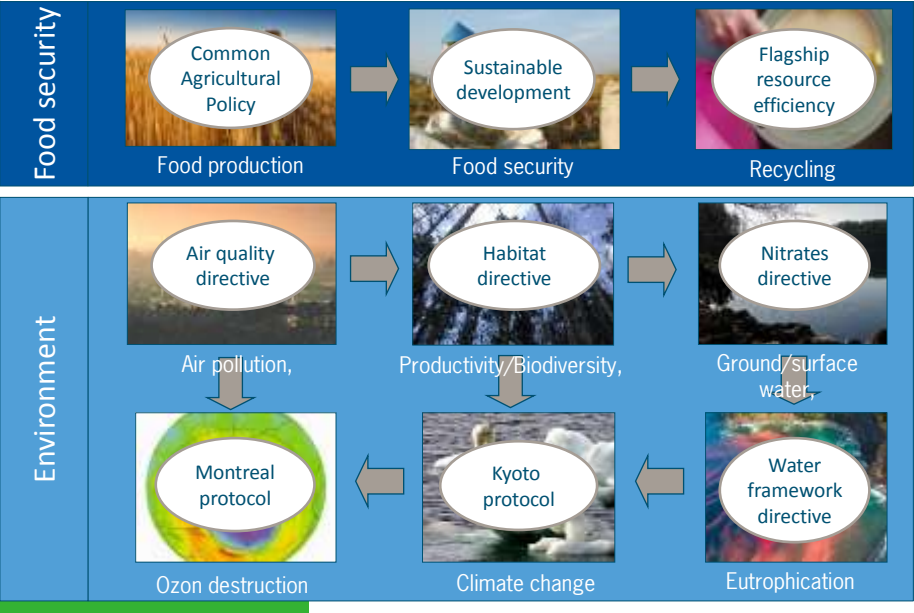 Food security
Common
Agricultural
Policy
Sustainable
development
Flagship
resource
efficiency
Food production
Food security
Recycling
Environment
Air quality
directive
Habitat
directive
Nitrates
directive
Air pollution,
Productivity/Biodiversity,
Ground/surface
water,
Montreal
protocol
Kyoto
protocol
Water
framework
directive
Ozon destruction
Climate change
Eutrophication